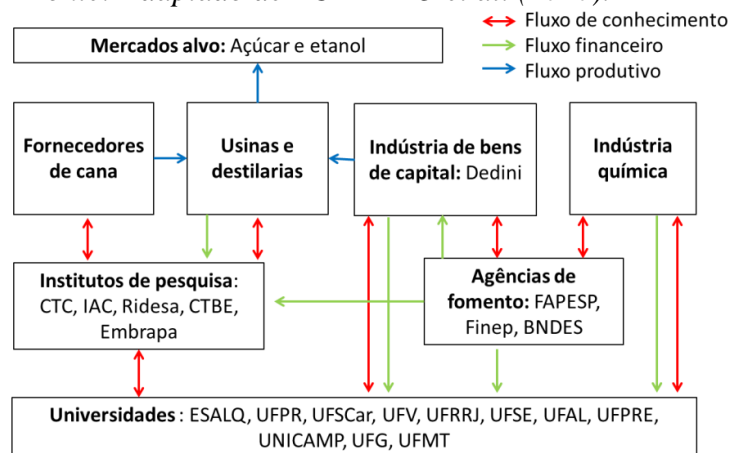 Fluxo de conhecimento
Fluxo financeiro
Fluxo produtivo
Mercados alvo: Açúcar e etanol
Fornecedores
de cana
Usinas e
destilarias
Indústria de bens
de capital: Dedini
Indústria
química
Institutos de pesquisa:
CTC, IAC, Ridesa, CTBE,
Embrapa
Agências de
fomento: FAPESP,
Finep, BNDES
Universidades : ESALQ, UFPR, UFSCar, UFV, UFRRJ, UFSE, UFAL, UFPRE,
UNICAMP, UFG, UFMT